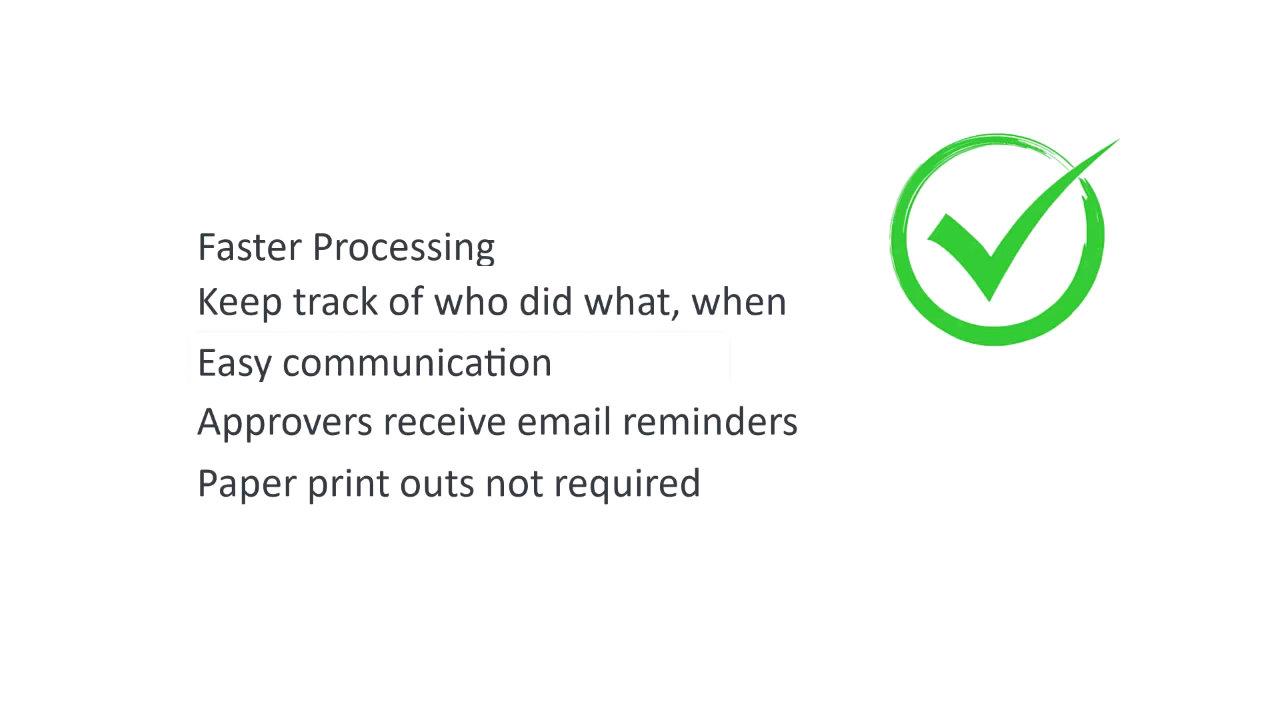 Faster Processing
Keep track of who did what, when
Easy communication
Approvers receive email reminders
Paper print outs not required